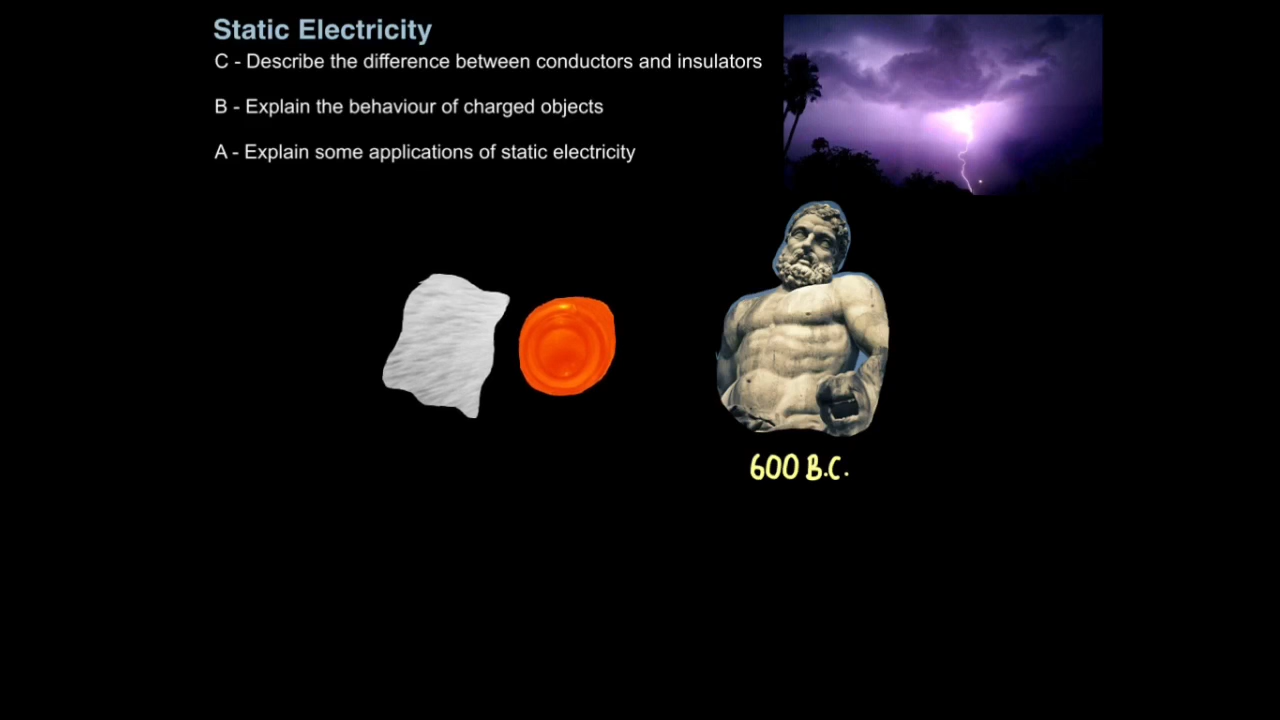 Static Electricity
C - Describe the difference between conductors and insulators
B - Explain the behaviour of charged objects
A - Explain some applications of static electricity
600 B.C.